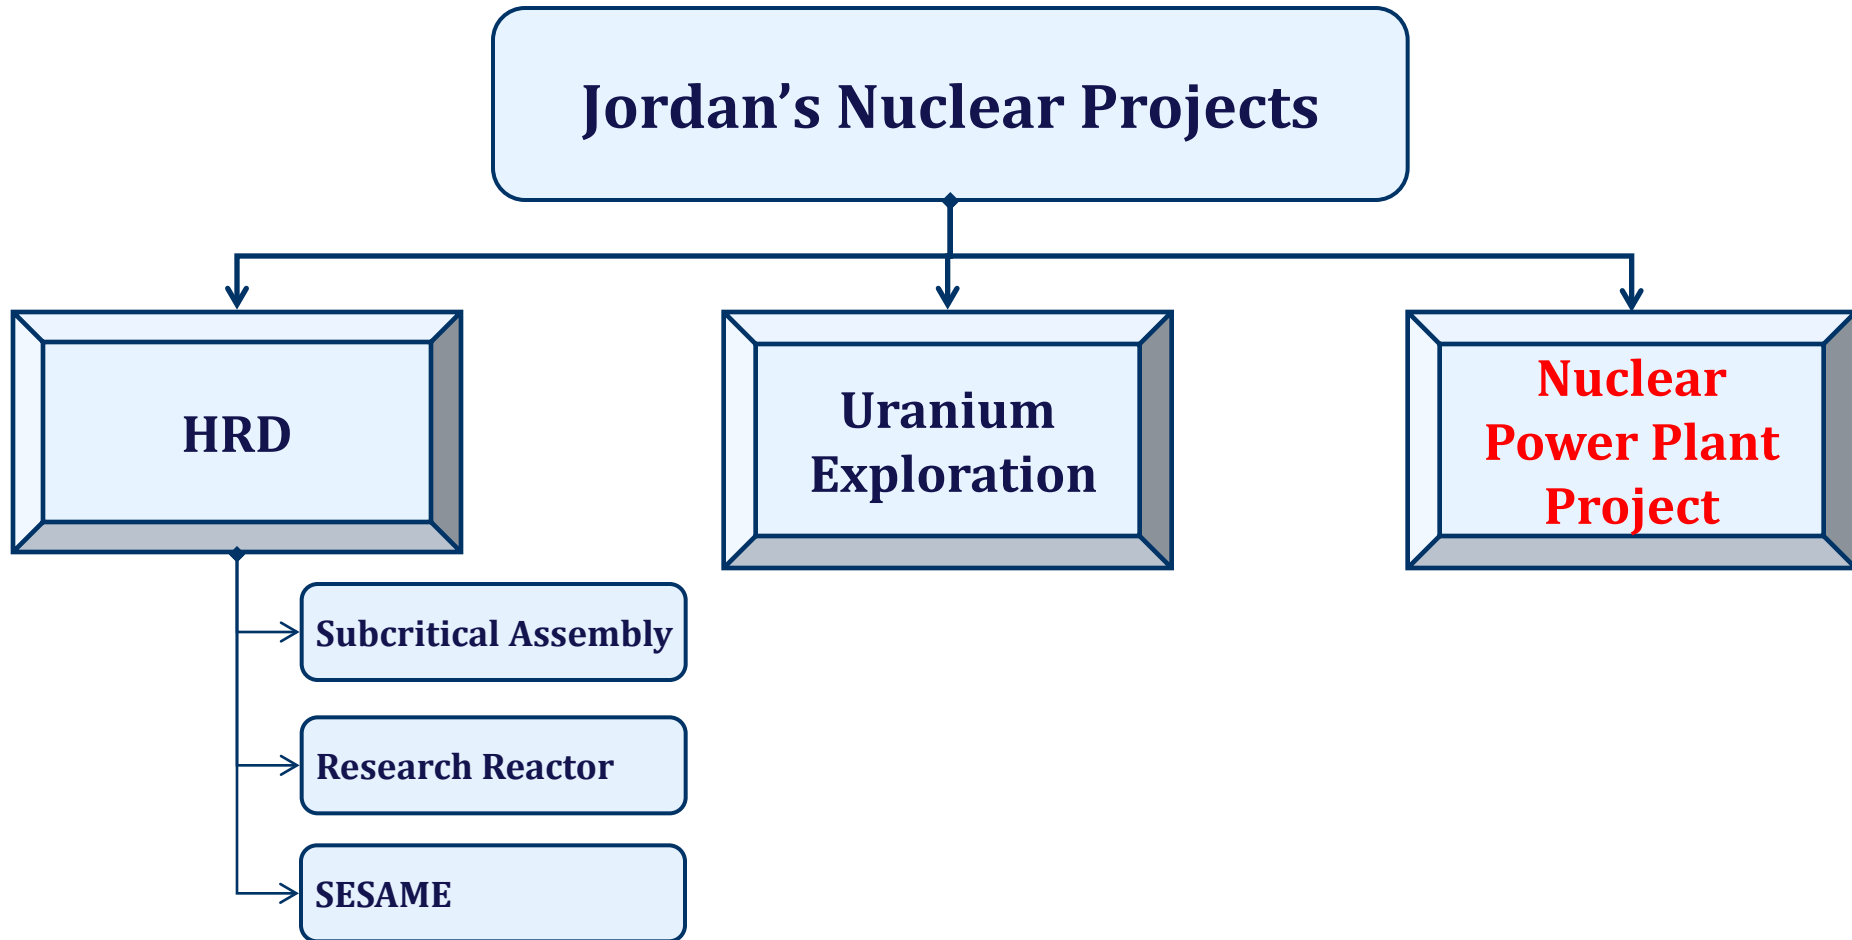 Jordan’s Nuclear Projects
HRD
Uranium
Exploration
Nuclear
Power Plant
Project
Subcritical Assembly
Research Reactor
SESAME